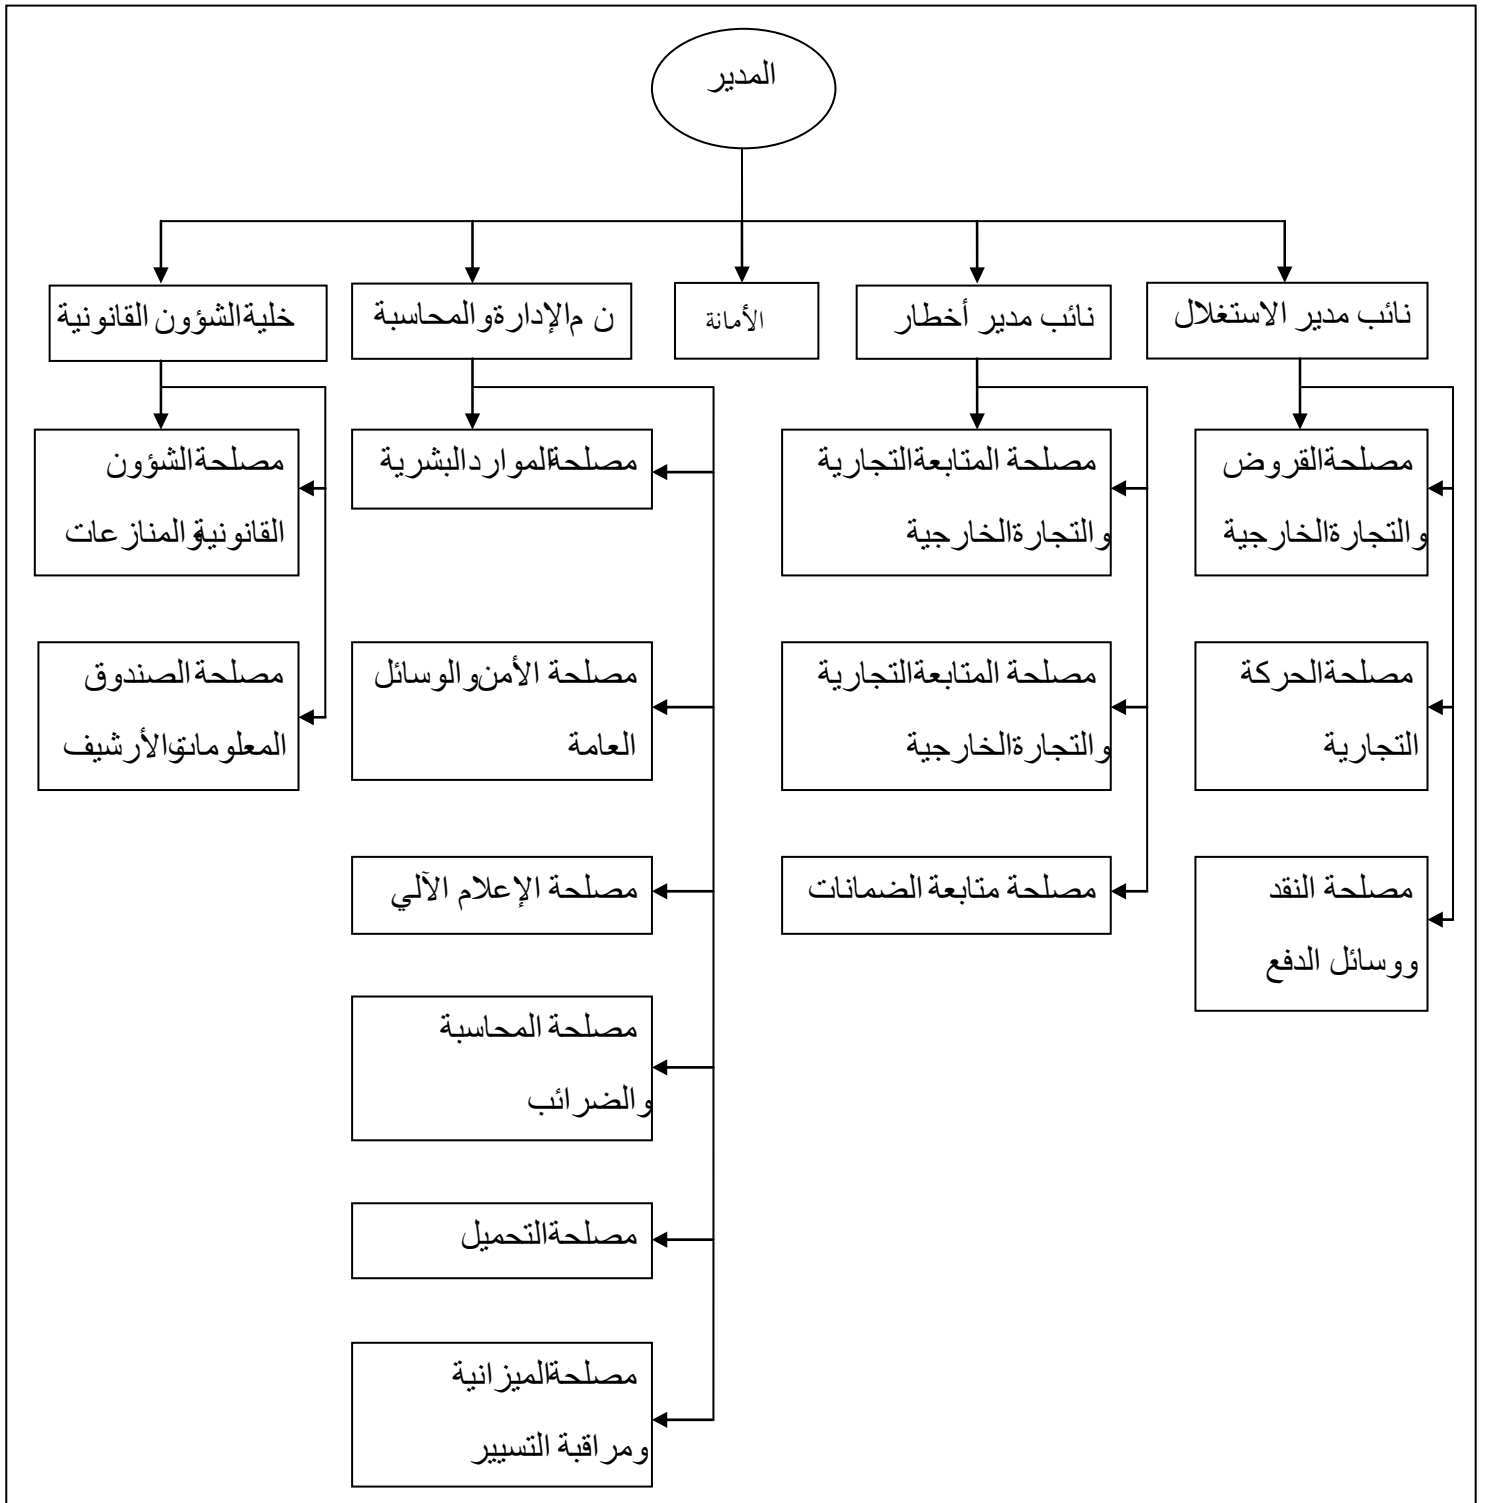 المدير
نائب مدير الاستغلال
نائب مدير أخطار
الأمانة
ن م الإدارة والمحاسبة
خلية الشؤون القانونية
مصلحة القروض
والتجارة الخارجية
مصلحة الحركة
التجارية
مصلحة النقد
ووسائل الدفع
مصلحة المتابعة التجارية
والتجارة الخارجية
مصلحة المتابعة التجارية
والتجارة الخارجية
مصلحة متابعة الضمانات
مصلحة الموارد البشرية
مصلحة الأمن والوسائل
العامة
مصلحة الإعلام الآلي
مصلحة المحاسبة
والضرائب
مصلحة التحميل
مصلحة الميزانية
ومراقبة التسيير
مصلحة الشؤون
القانونية والمنازعات
مصلحة الصندوق
المعلومات والأرشيف